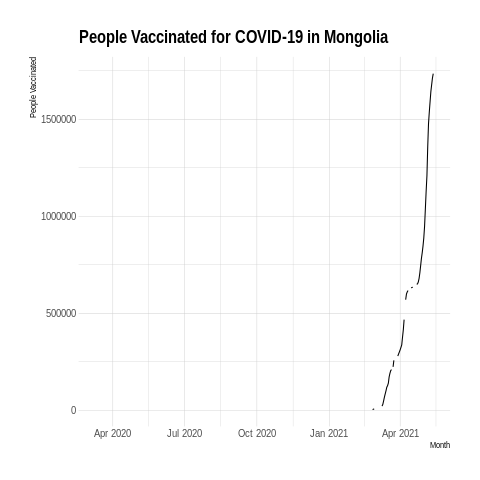 People Vaccinated for COVID-19 in Mongolia
People Vaccinated
1500000
1000000
500000
0
Apr 2020 Jul 2020 Oct 2020 Jan 2021 Apr 2021
Month